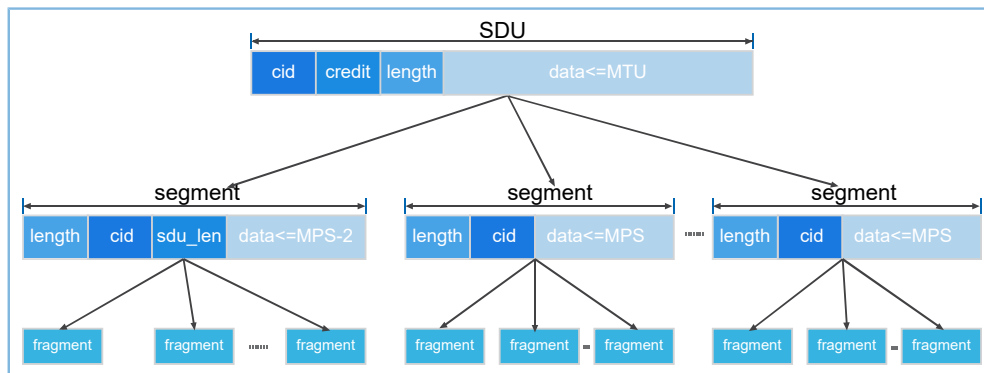 SDU
cid credit length data<=MTU
segment segment segment
length cid sdu_len data<=MPS-2 length cid data<=MPS length cid data<=MPS
fragment fragment fragment fragment fragment fragment fragment fragment fragment